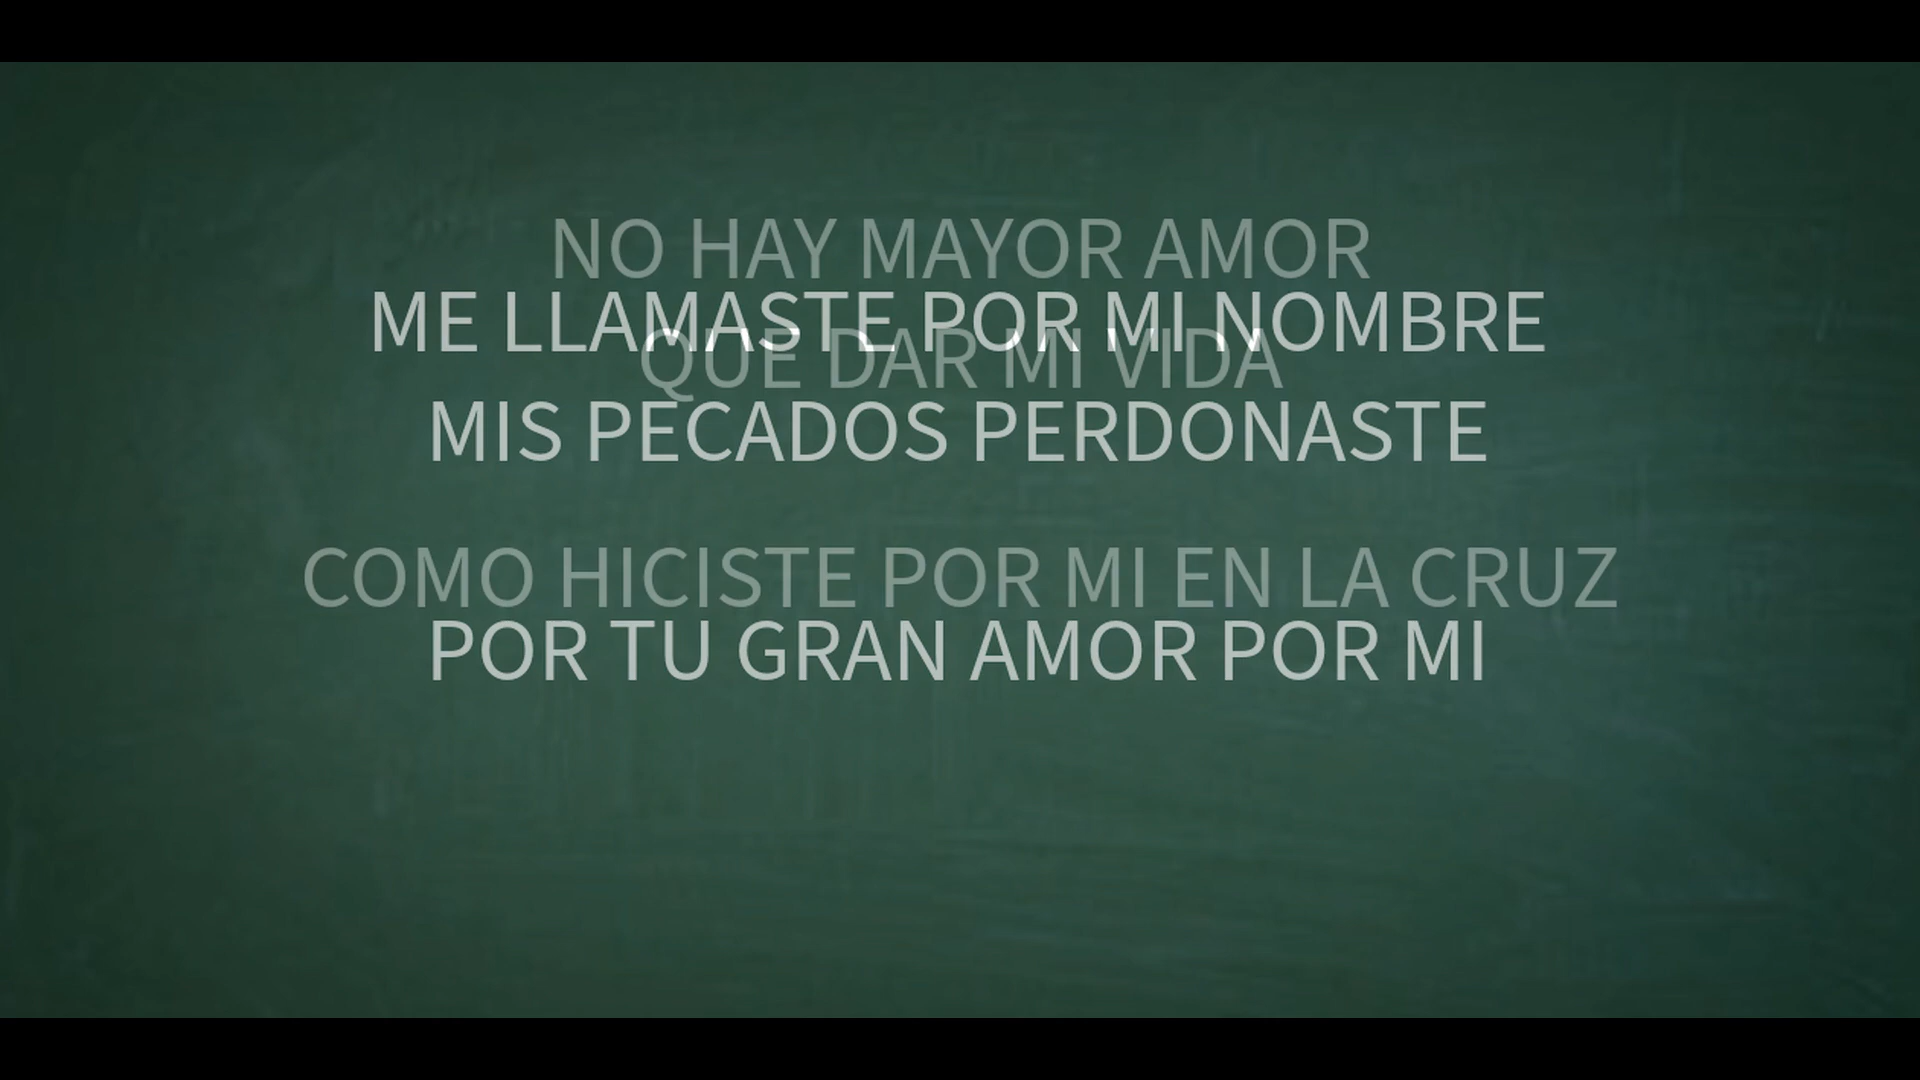 NO HAY MAYOR AMOR
ME LLAMASTE POR MI NOMBRE
QUE DAR MI VIDA
MIS PECADOS PERDONASTE
COMO HICISTE POR MI EN LA CRUZ
POR TU GRAN AMOR POR MI